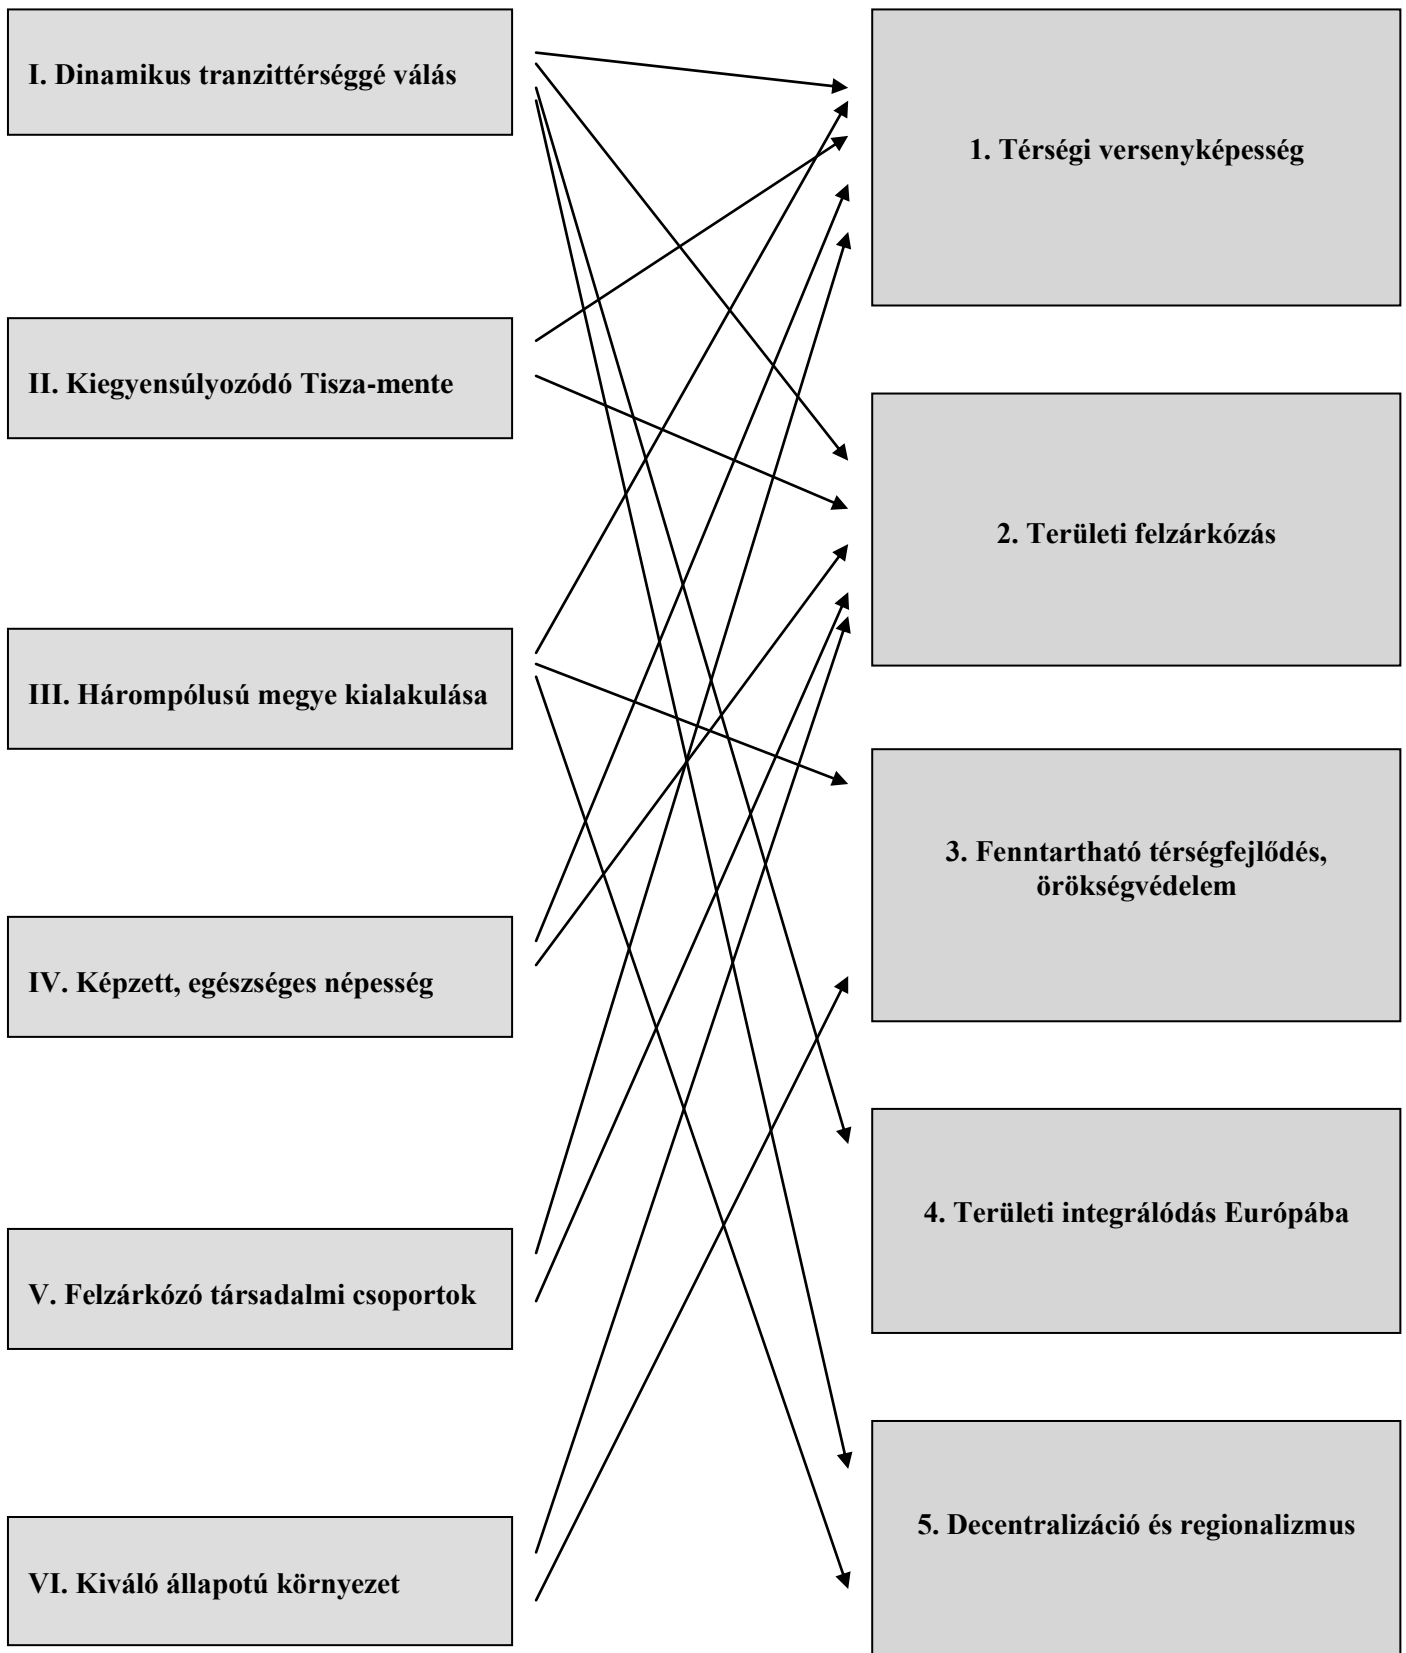 I. Dinamikus tranzittérséggé válás
II. Kiegyensúlyozódó Tisza-mente
III. Hárompólusú megye kialakulása
IV. Képzett, egészséges népesség
V. Felzárkózó társadalmi csoportok
VI. Kiváló állapotú környezet
1. Térségi versenyképesség
2. Területi felzárkózás
3. Fenntartható térségfejlődés,
örökségvédelem
4. Területi integrálódás Európába
5. Decentralizáció és regionalizmus